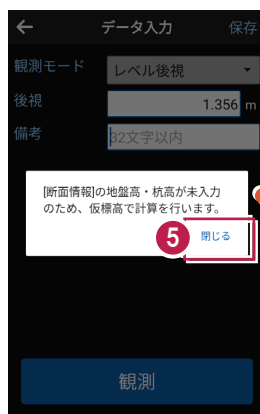 ← データ入力 保存
観測モード レベル後視
後視 1.356 m
備考 32文字以内
[断面情報]の地盤高・杭高が未入力
のため、仮標高で計算を行います。
5 閉じる
観測